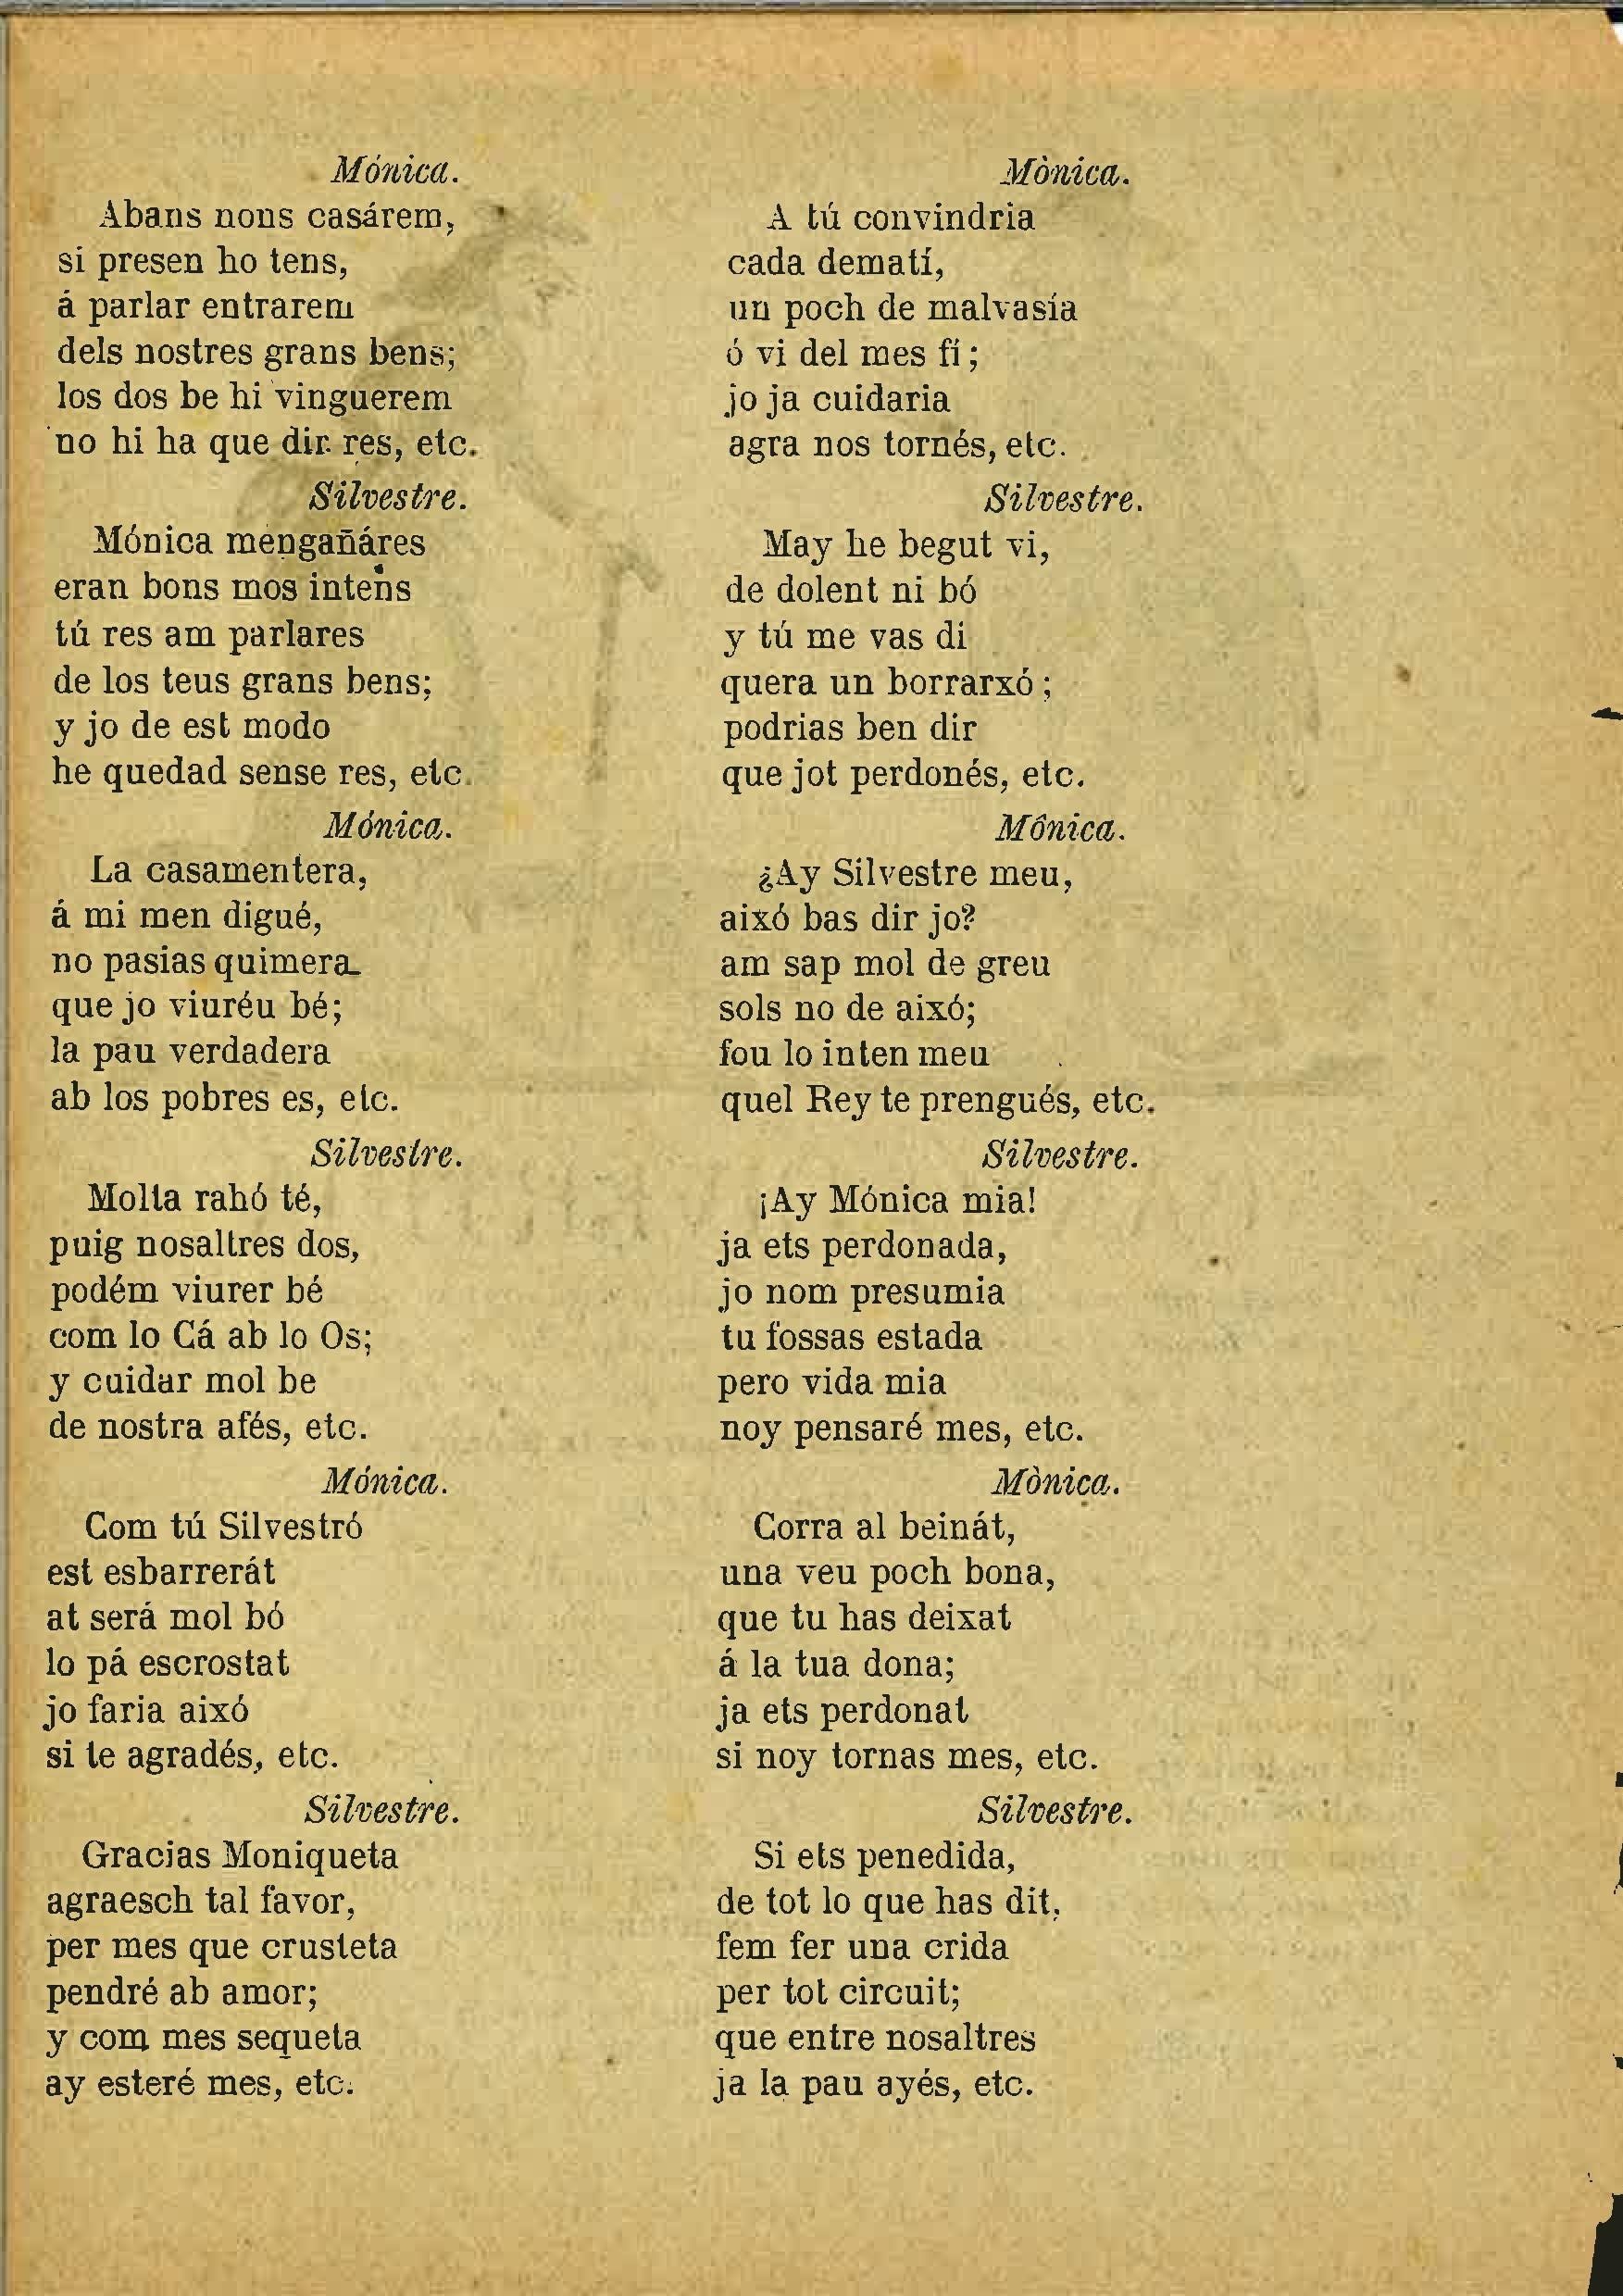 Mónica.
Abans nons casárem,
si presen ho tens,
á parlar entrarem
dels nostres grans bens;
los dos be hi vinguerem
no hi ha que dir res, etc.
Silvestre.
Mónica mengañáres
eran bons mos intens
tú res am parlares
de los teus grans bens;
y jo de est modo
he quedad sense res, etc.
Mónica.
La casamentera,
á mi men digué,
no pasias quimera
que jo viuréu bé;
la pau verdadera
ab los pobres es, etc.
Silvestre.
Molta rahó té,
puig nosaltres dos,
podém viurer bé
com lo Cá ab lo Os;
y cuidar mol be
de nostra afés, etc.
Mónica.
Com tú Silvestró
est esbarrerát
at será mol bó
lo pá escrostat
jo faria aixó
si te agradés, etc.
Silvestre.
Gracias Moniqueta
agraesch tal favor,
per mes que crusteta
pendré ab amor;
y com mes sequeta
ay esteré mes, etc.
Mònica.
A tú convindria
cada dematí,
un poch de malvasía
ó vi del mes fí;
jo ja cuidaria
agra nos tornés, etc.
Silvestre.
May he begut vi,
de dolent ni bó
y tú me vas di
quera un borrarxó;
podrias ben dir
que jot perdonés, etc.
Mônica.
¿Ay Silvestre meu,
aixó bas dir jo?
am sap mol de greu
sols no de aixó;
fou lo inten meu
quel Rey te prengués, etc.
Silvestre.
¡Ay Mónica mia!
ja ets perdonada,
jo nom presumia
tu fossas estada
pero vida mia
noy pensaré mes, etc.
Mònica.
Corra al beinát,
una veu poch bona,
que tu has deixat
á la tua dona;
ja ets perdonat
si noy tornas mes, etc.
Silvestre.
Si ets penedida,
de tot lo que has dit,
fem fer una crida
per tot circuit;
que entre nosaltres
ja la pau ayés, etc.